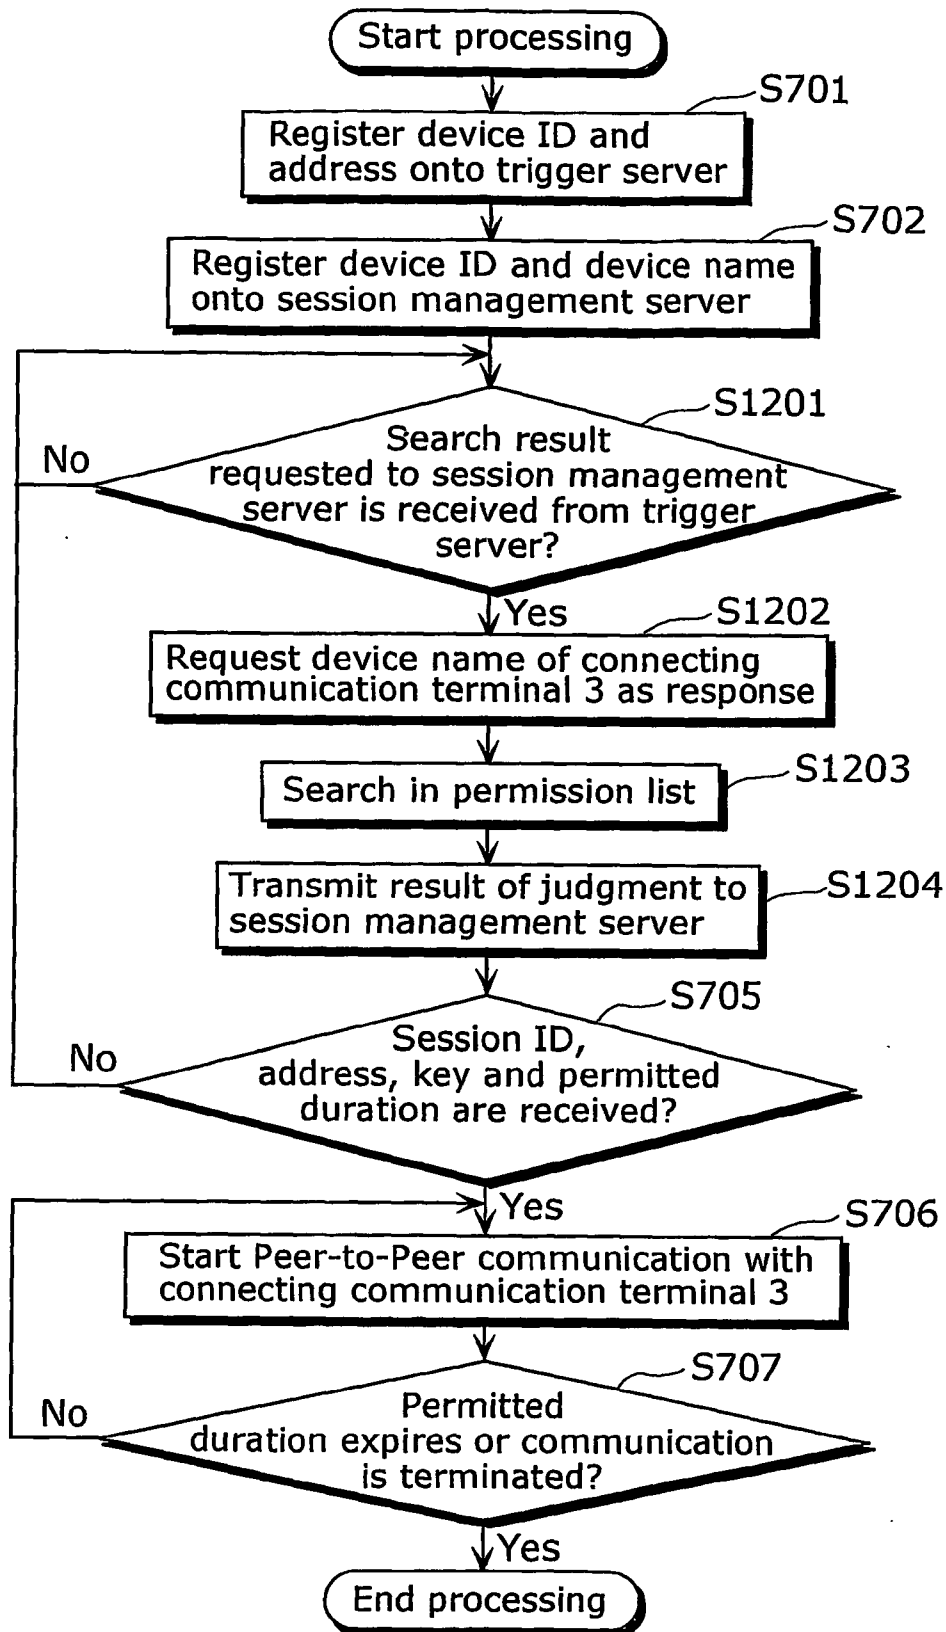 Start processing
S701
Register device ID and
address onto trigger server
S702
Register device ID and device name
onto session management server
S1201
Search result
requested to session management
server is received from trigger
server?
No
Yes
S1202
Request device name of connecting
communication terminal 3 as response
S1203
Search in permission list
S1204
Transmit result of judgment to
session management server
S705
Session ID,
address, key and permitted
duration are received?
No
Yes
S706
Start Peer-to-Peer communication with
connecting communication terminal 3
S707
Permitted
duration expires or communication
is terminated?
No
Yes
End processing